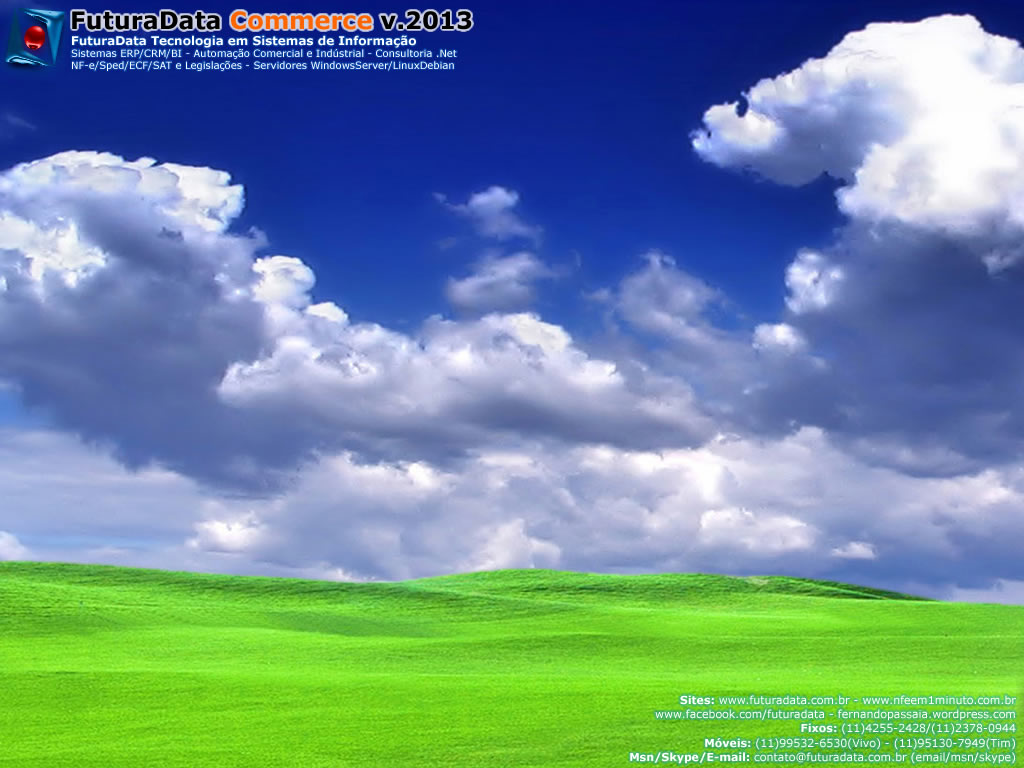 FuturaData Commerce v.2013
FuturaData Tecnologia em Sistemas de Informação
Sistemas ERP/CRM/BI - Automação Comercial e Indústrial - Consultoria .Net
NF-e/Sped/ECF/SAT e Legislações - Servidores WindowsServer/LinuxDebian
Sites: www.futuradata.com.br - www.nfeem1minuto.com.br
www.facebook.com/futuradata - fernandopassaia.wordpress.com
Fixos: (11)4255-2428/(11)2378-0944
Móveis: (11)99532-6530(Vivo) - (11)95130-7949(Tim)
Msn/Skype/E-mail: contato@futuradata.com.br (email/msn/skype)